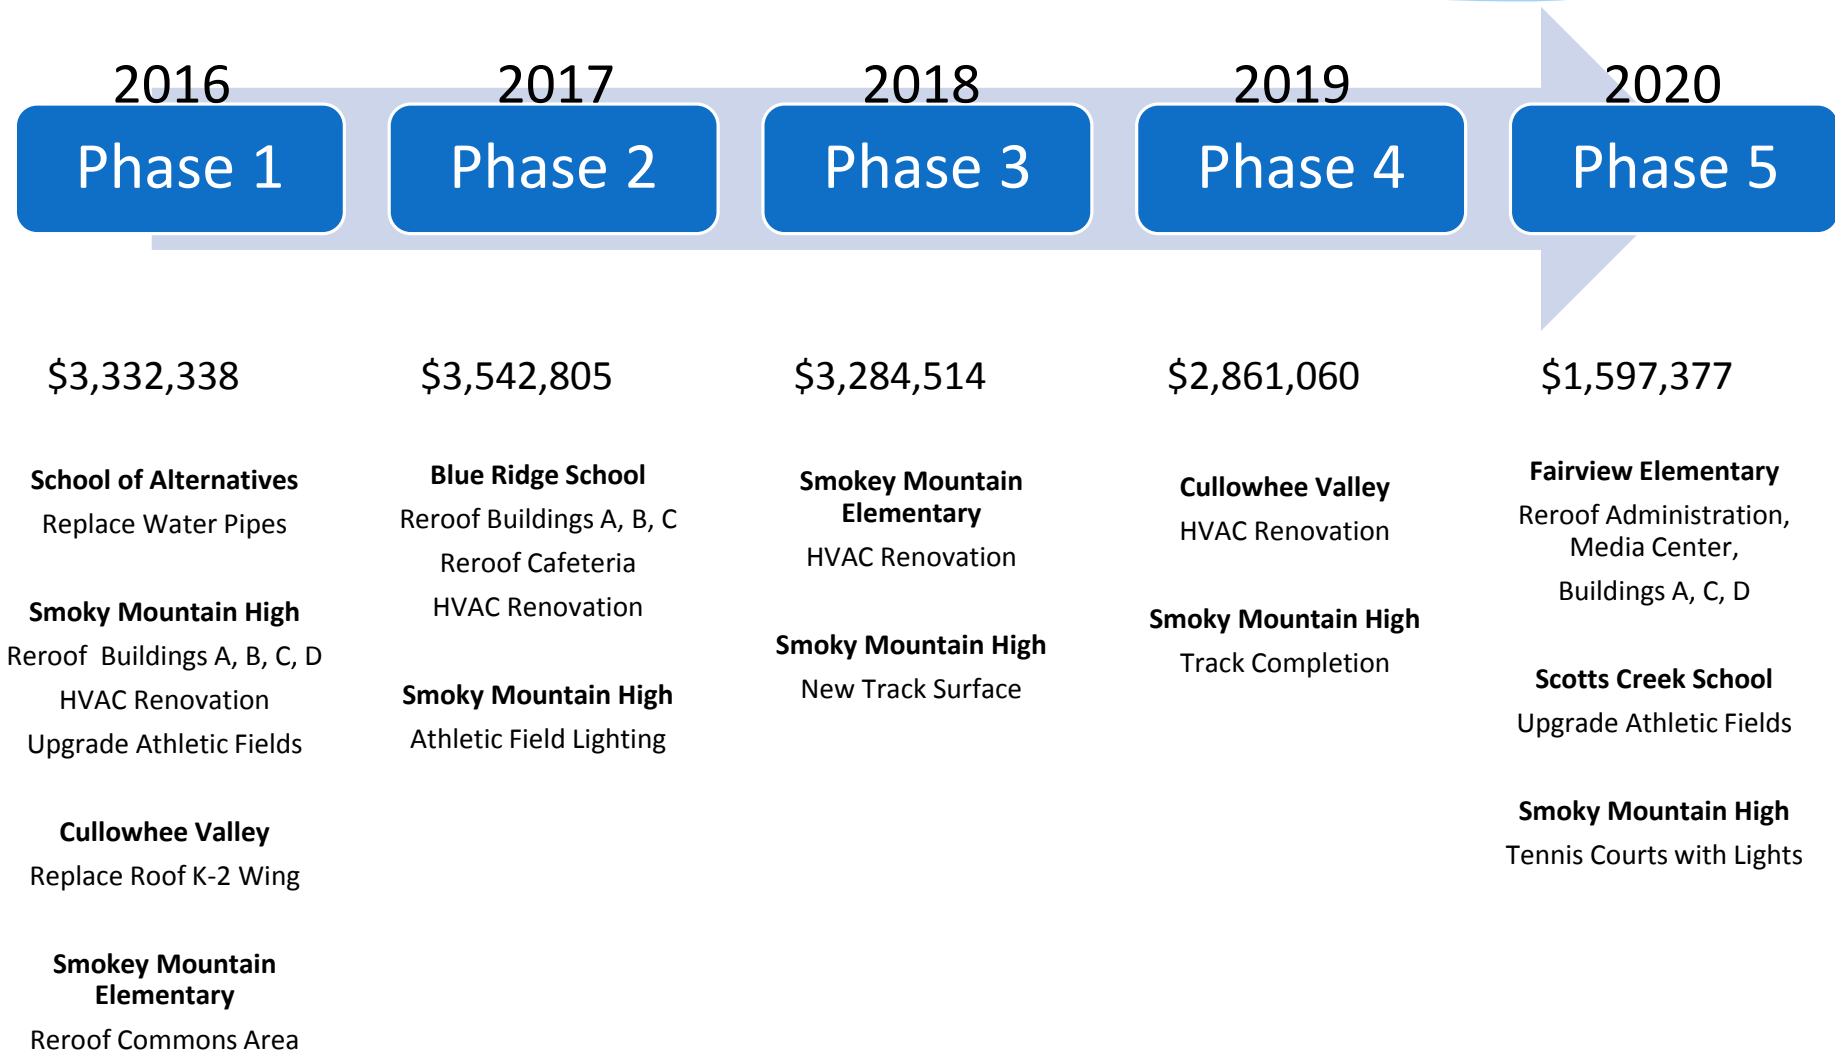 2016
Phase 1
$3,332,338
School of Alternatives
Replace Water Pipes
Smoky Mountain High
Reroof  Buildings A, B, C, D
HVAC Renovation
Upgrade Athletic Fields
Cullowhee Valley
Replace Roof K-2 Wing
Smokey Mountain
Elementary
Reroof Commons Area
2017
Phase 2
$3,542,805
Blue Ridge School
Reroof Buildings A, B, C
Reroof Cafeteria
HVAC Renovation
Smoky Mountain High
Athletic Field Lighting
2018
Phase 3
$3,284,514
Smokey Mountain
Elementary
HVAC Renovation
Smoky Mountain High
New Track Surface
2019
Phase 4
$2,861,060
Cullowhee Valley
HVAC Renovation
Smoky Mountain High
Track Completion
2020
Phase 5
$1,597,377
Fairview Elementary
Reroof Administration,
Media Center,
Buildings A, C, D
Scotts Creek School
Upgrade Athletic Fields
Smoky Mountain High
Tennis Courts with Lights